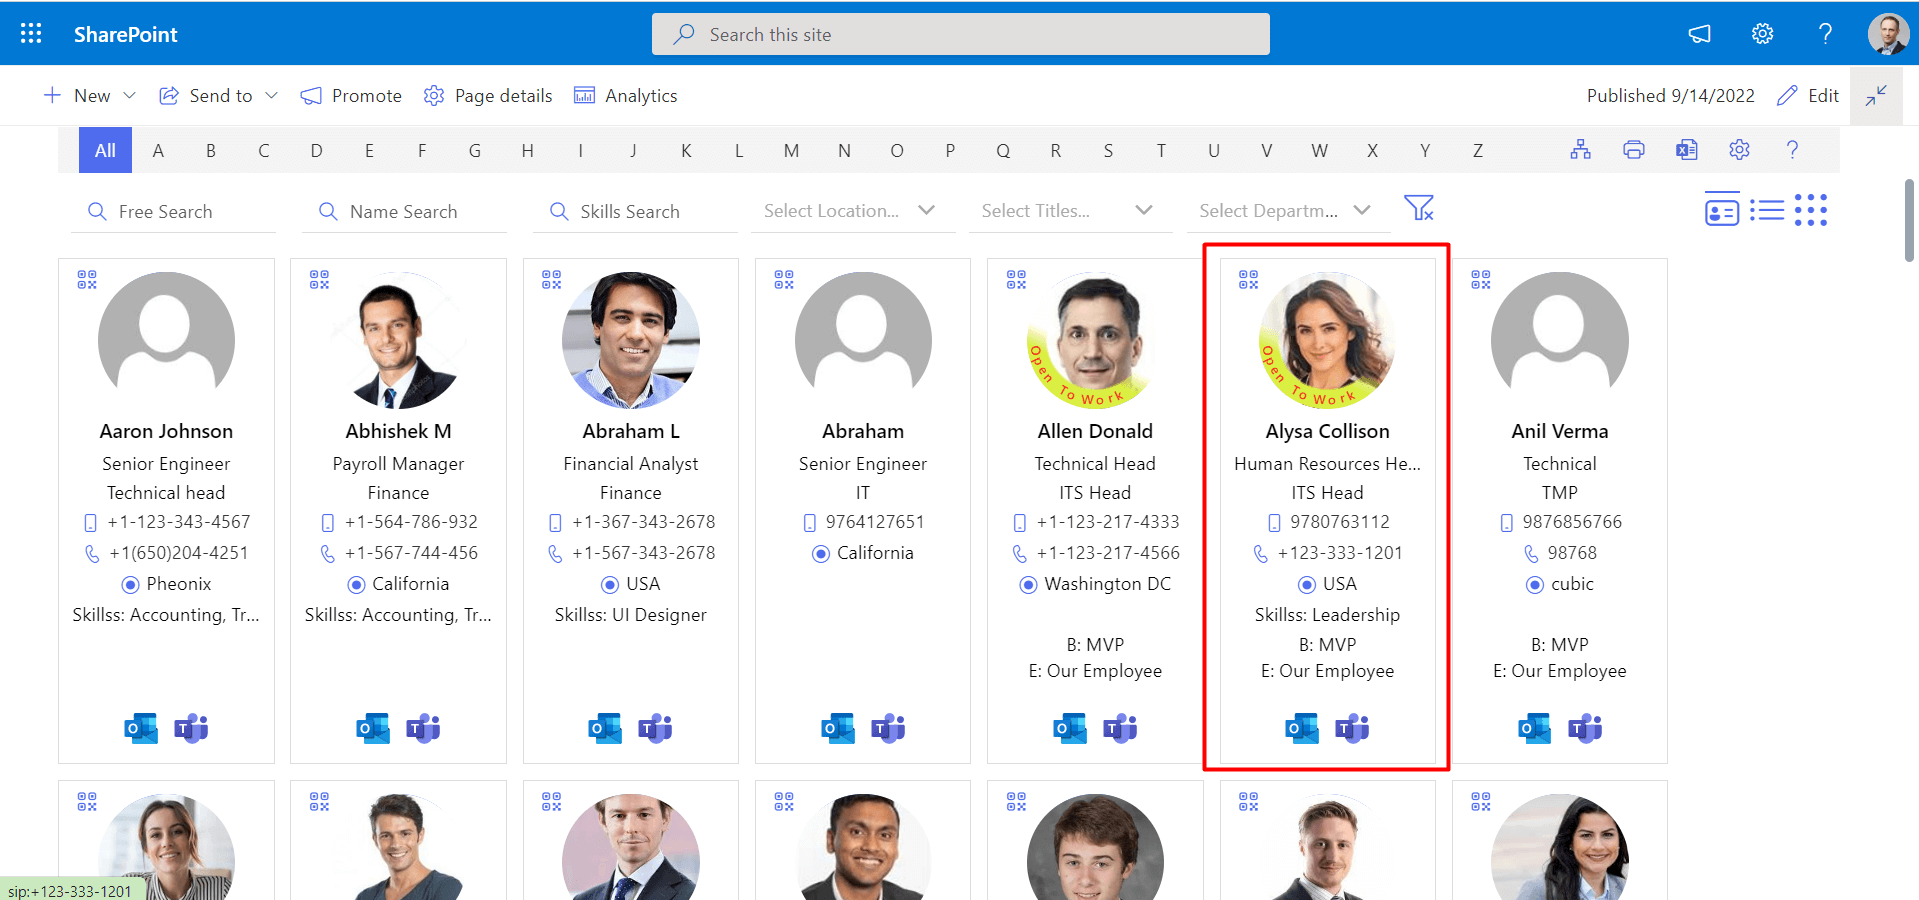 SharePoint
Search this site
New Send to Promote Page details Analytics Published 9/14/2022 Edit
All A B C D E F G H I J K L M N O P Q R S T U V W X Y Z
Free Search Name Search Skills Search Select Location... Select Titles... Select Departm...
Aaron Johnson
Senior Engineer
Technical head
+1-123-343-4567
+1(650)204-4251
Pheonix
Skillss: Accounting, Tr...
Abhishek M
Payroll Manager
Finance
+1-564-786-932
+1-567-744-456
California
Skillss: Accounting, Tr...
Abraham L
Financial Analyst
Finance
+1-367-343-2678
+1-567-343-2678
USA
Skillss: UI Designer
Abraham
Senior Engineer
IT
9764127651
California
Open To Work
Allen Donald
Technical Head
ITS Head
+1-123-217-4333
+1-123-217-4566
Washington DC
B: MVP
E: Our Employee
Open To Work
Alysa Collison
Human Resources He...
ITS Head
9780763112
+123-333-1201
USA
Skillss: Leadership
B: MVP
E: Our Employee
Anil Verma
Technical
TMP
9876856766
98768
cubic
B: MVP
E: Our Employee
sip:+123-333-1201